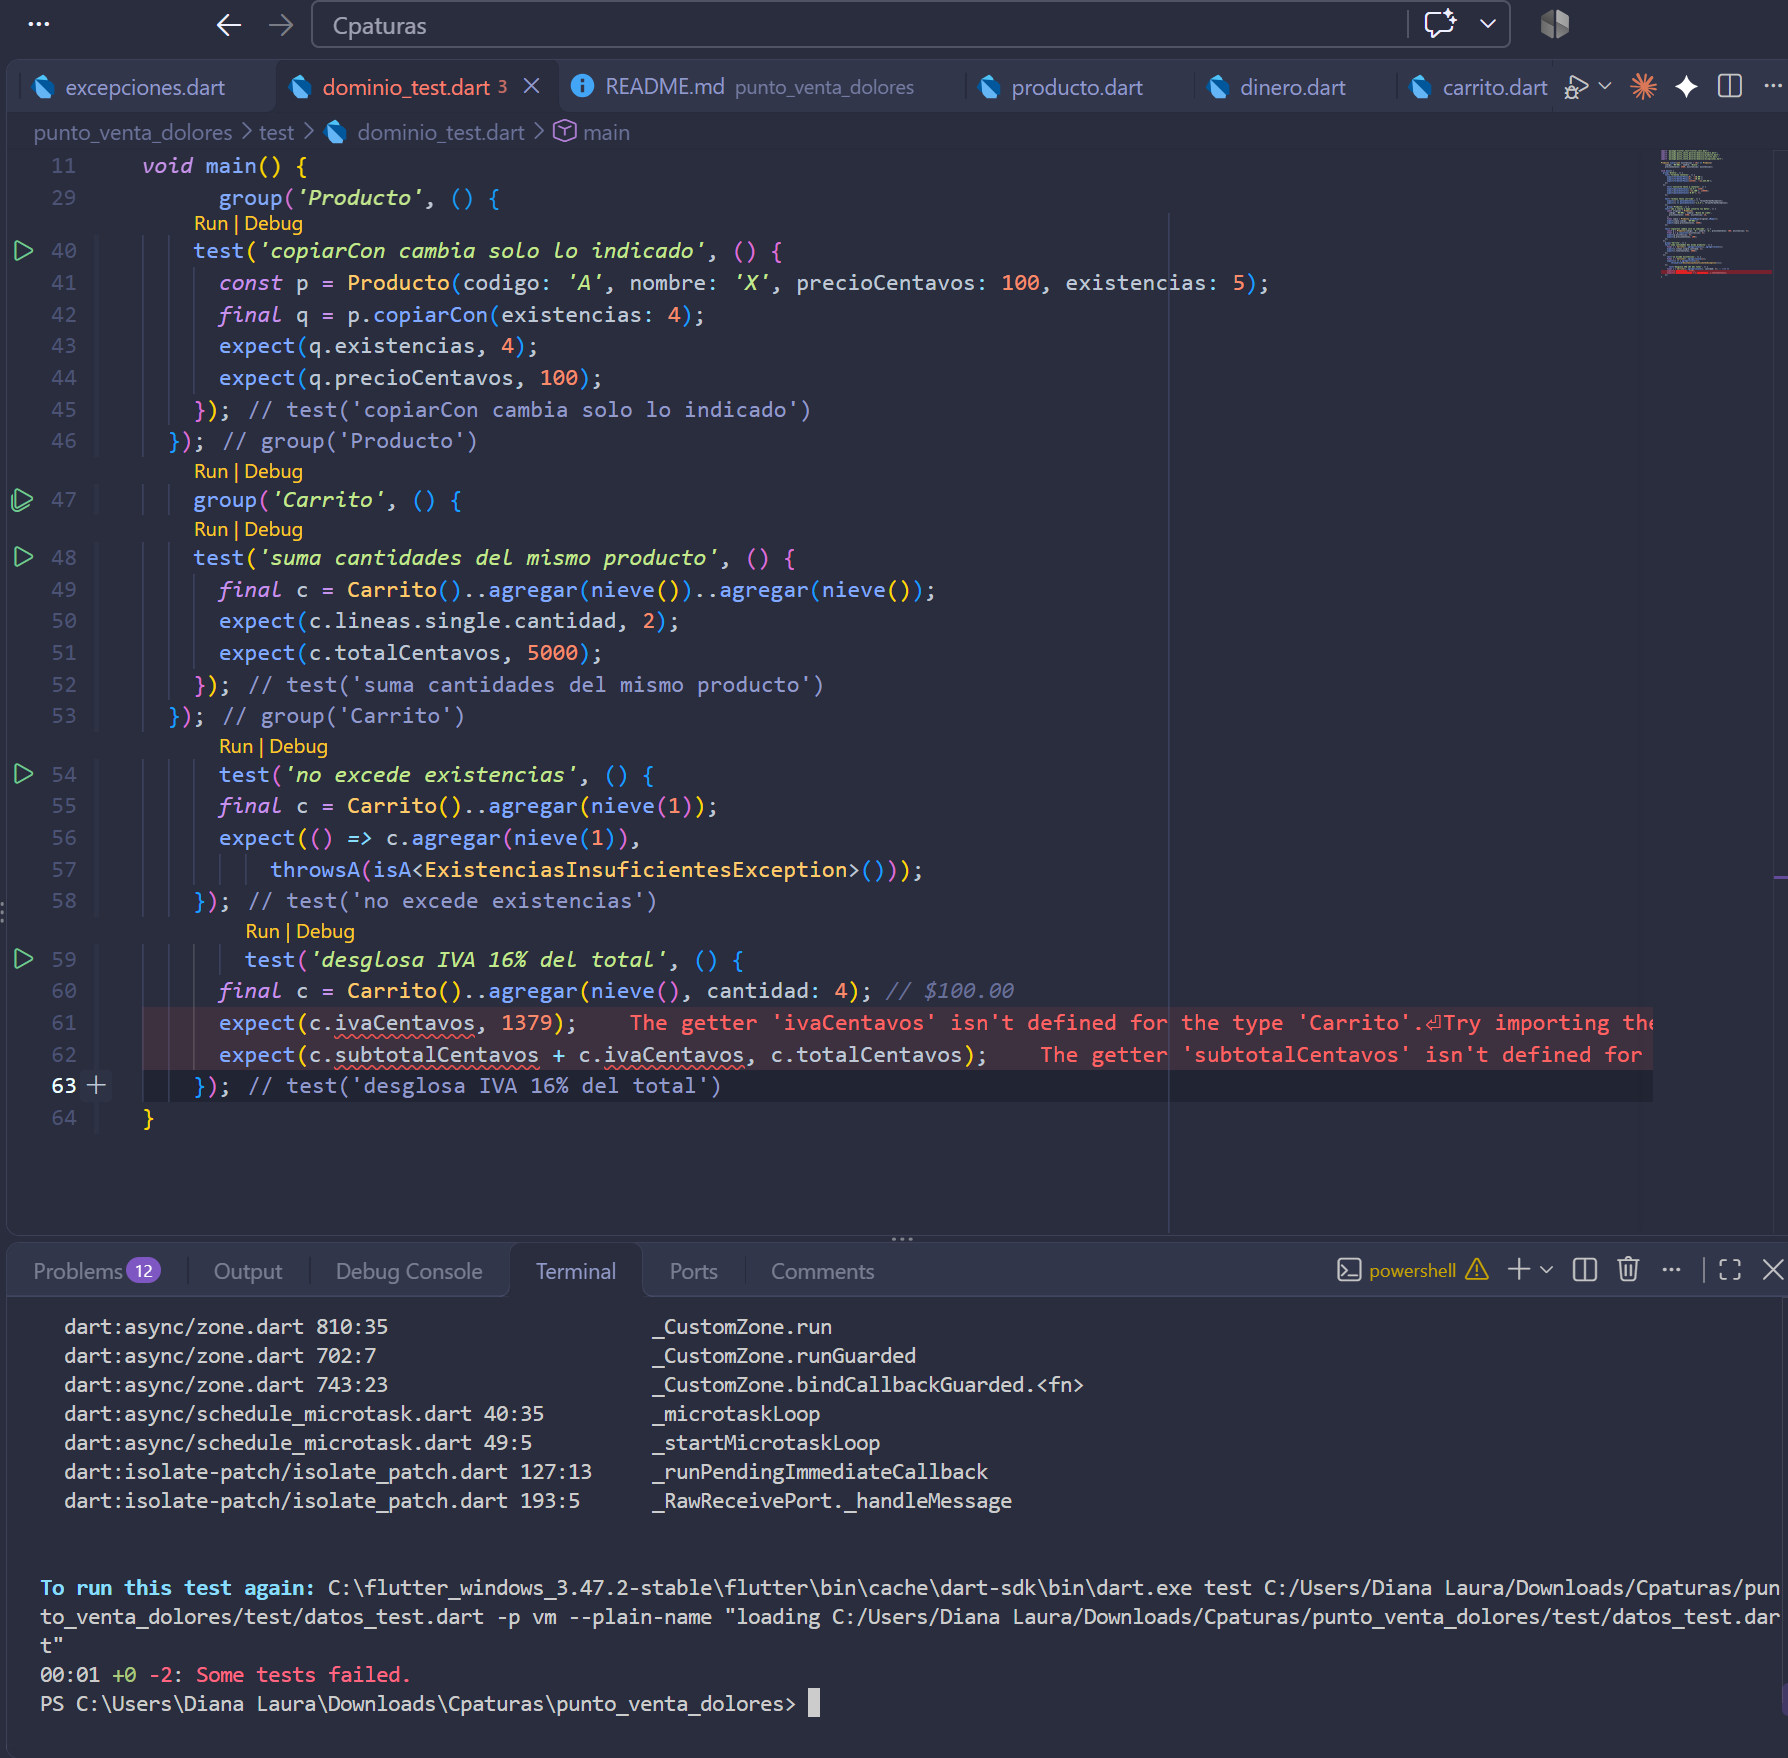 Cpaturas
excepciones.dart dominio_test.dart 3 README.md punto_venta_dolores producto.dart dinero.dart carrito.dart
punto_venta_dolores > test > dominio_test.dart > main
11 void main() {
29 group('Producto', () {
Run | Debug
40 test('copiarCon cambia solo lo indicado', () {
41 const p = Producto(codigo: 'A', nombre: 'X', precioCentavos: 100, existencias: 5);
42 final q = p.copiarCon(existencias: 4);
43 expect(q.existencias, 4);
44 expect(q.precioCentavos, 100);
45 }); // test('copiarCon cambia solo lo indicado')
46 }); // group('Producto')
Run | Debug
47 group('Carrito', () {
Run | Debug
48 test('suma cantidades del mismo producto', () {
49 final c = Carrito()..agregar(nieve())..agregar(nieve());
50 expect(c.lineas.single.cantidad, 2);
51 expect(c.totalCentavos, 5000);
52 }); // test('suma cantidades del mismo producto')
53 }); // group('Carrito')
Run | Debug
54 test('no excede existencias', () {
55 final c = Carrito()..agregar(nieve(1));
56 expect(() => c.agregar(nieve(1)),
57 throwsA(isA<ExistenciasInsuficientesException>()));
58 }); // test('no excede existencias')
Run | Debug
59 test('desglosa IVA 16% del total', () {
60 final c = Carrito()..agregar(nieve(), cantidad: 4); // $100.00
61 expect(c.ivaCentavos, 1379); The getter 'ivaCentavos' isn't defined for the type 'Carrito'.⏎Try importing the
62 expect(c.subtotalCentavos + c.ivaCentavos, c.totalCentavos); The getter 'subtotalCentavos' isn't defined for
63 }); // test('desglosa IVA 16% del total')
64 }
Problems 12 Output Debug Console Terminal Ports Comments powershell
dart:async/zone.dart 810:35 _CustomZone.run
dart:async/zone.dart 702:7 _CustomZone.runGuarded
dart:async/zone.dart 743:23 _CustomZone.bindCallbackGuarded.<fn>
dart:async/schedule_microtask.dart 40:35 _microtaskLoop
dart:async/schedule_microtask.dart 49:5 _startMicrotaskLoop
dart:isolate-patch/isolate_patch.dart 127:13 _runPendingImmediateCallback
dart:isolate-patch/isolate_patch.dart 193:5 _RawReceivePort._handleMessage
To run this test again: C:\flutter_windows_3.47.2-stable\flutter\bin\cache\dart-sdk\bin\dart.exe test C:/Users/Diana Laura/Downloads/Cpaturas/pun
to_venta_dolores/test/datos_test.dart -p vm --plain-name "loading C:/Users/Diana Laura/Downloads/Cpaturas/punto_venta_dolores/test/datos_test.dar
t"
00:01 +0 -2: Some tests failed.
PS C:\Users\Diana Laura\Downloads\Cpaturas\punto_venta_dolores>